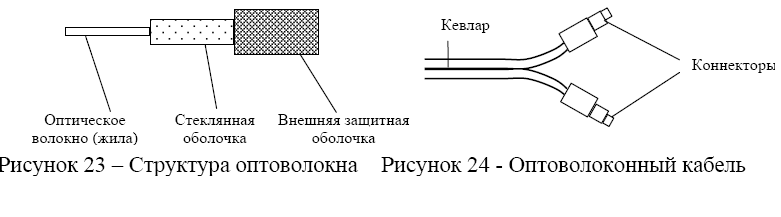 Кевлар
Коннекторы
Оптическое
волокно (жила)
Стеклянная
оболочка
Внешняя защитная
оболочка
Рисунок 23 – Структура оптоволокна
Рисунок 24 - Оптоволоконный кабель